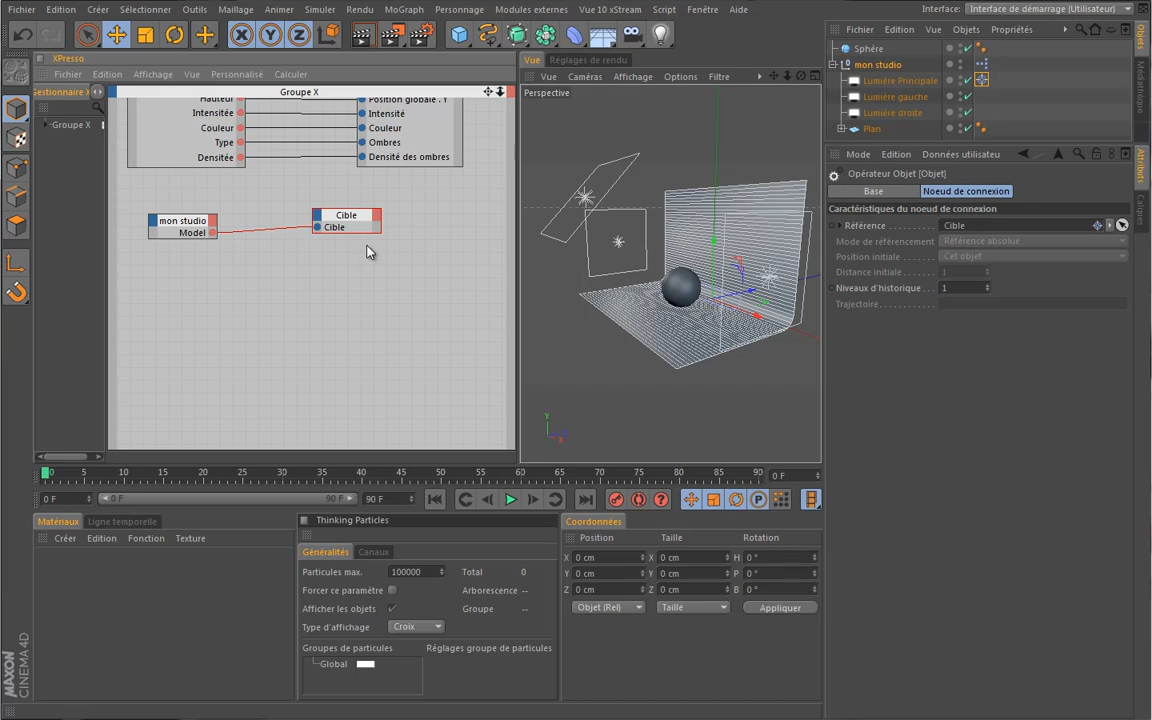 Fichier Edition Créer Sélectionner Outils Maillage Animer Simuler Rendu MoGraph Personnage Modules externes Vue 10 xStream Script Fenêtre Aide Interface: Interface de démarrage (Utilisateur)
X Y Z
XPresso
Fichier Edition Affichage Vue Personnalisé Calculer
Gestionnaire X
Groupe X
Groupe X
Hauteur
Intensitée
Couleur
Type
Densitée
Position globale . Y
Intensité
Couleur
Ombres
Densité des ombres
mon studio
Model
Cible
Cible
Vue Réglages de rendu
Vue Caméras Affichage Options Filtre
Perspective
Y
X
Fichier Edition Vue Objets Propriétés
Sphère
mon studio
Lumière Principale
Lumière gauche
Lumière droite
Plan
Objets
Médiathèque
Attributs
Calques
Mode Edition Données utilisateur
Opérateur Objet [Objet]
Base Noeud de connexion
Caractéristiques du noeud de connexion
Référence Cible
Mode de référencement Référence absolue
Position initiale Cet objet
Distance initiale 1
Niveaux d'historique 1
Trajectoire
0 5 10 15 20 25 30 35 40 45 50 55 60 65 70 75 80 85 90 0 F
0 F 0 F 90 F 90 F
P
Matériaux Ligne temporelle
Créer Edition Fonction Texture
Thinking Particles
Généralités Canaux
Particules max. 100000 Total 0
Forcer ce paramètre Arborescence --
Afficher les objets Groupe --
Type d'affichage Croix
Groupes de particules Réglages groupe de particules
Global
Coordonnées
Position Taille Rotation
X 0 cm X 0 cm H 0 °
Y 0 cm Y 0 cm P 0 °
Z 0 cm Z 0 cm B 0 °
Objet (Rel) Taille Appliquer
MAXON
CINEMA 4D